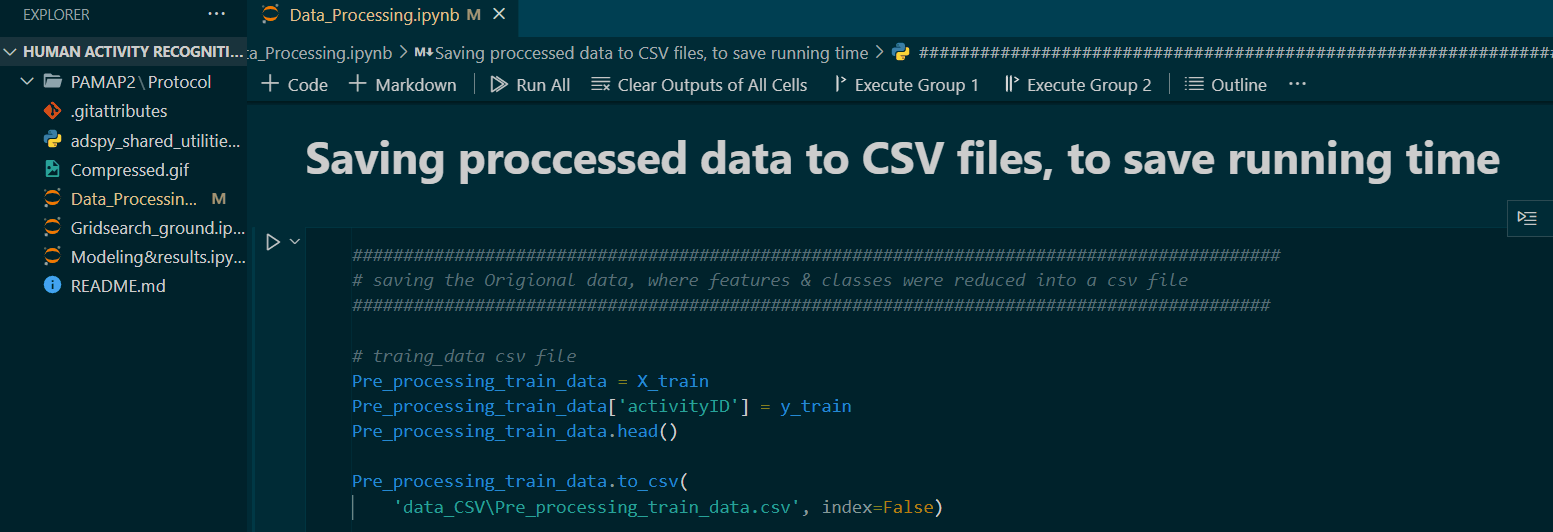 EXPLORER ...
Data_Processing.ipynb M ×
HUMAN ACTIVITY RECOGNITI...
ta_Processing.ipynb > M↓Saving proccessed data to CSV files, to save running time > ##############################################################
PAMAP2\Protocol
.gitattributes
adspy_shared_utilitie...
Compressed.gif
Data_Processin... M
Gridsearch_ground.ip...
Modeling&results.ipy...
README.md
+ Code + Markdown Run All Clear Outputs of All Cells Execute Group 1 Execute Group 2 Outline ...
Saving proccessed data to CSV files, to save running time
###########################################################################################
# saving the Origional data, where features & classes were reduced into a csv file
##########################################################################################
# traing_data csv file
Pre_processing_train_data = X_train
Pre_processing_train_data['activityID'] = y_train
Pre_processing_train_data.head()
Pre_processing_train_data.to_csv(
'data_CSV\Pre_processing_train_data.csv', index=False)